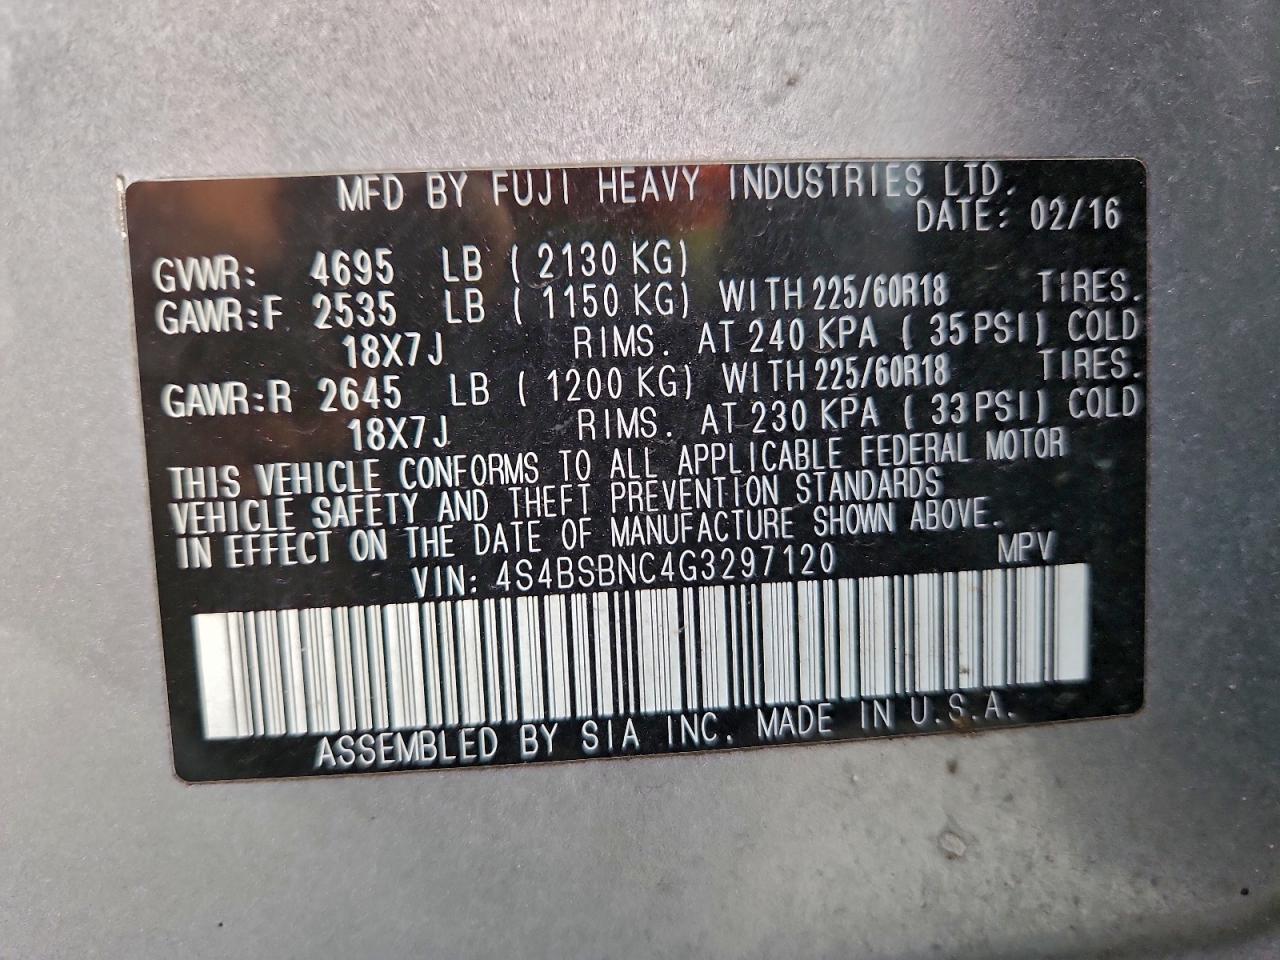 MFD BY FUJI HEAVY INDUSTRIES LTD.
DATE: 02/16
GVWR: 4695 LB ( 2130 KG)
GAWR:F 2535 LB ( 1150 KG) WITH 225/60R18 TIRES.
18X7J RIMS. AT 240 KPA ( 35 PSI) COLD
GAWR:R 2645 LB ( 1200 KG) WITH 225/60R18 TIRES.
18X7J RIMS. AT 230 KPA ( 33 PSI) COLD
THIS VEHICLE CONFORMS TO ALL APPLICABLE FEDERAL MOTOR
VEHICLE SAFETY AND THEFT PREVENTION STANDARDS
IN EFFECT ON THE DATE OF MANUFACTURE SHOWN ABOVE.
VIN: 4S4BSBNC4G3297120 MPV
ASSEMBLED BY SIA INC. MADE IN U.S.A.